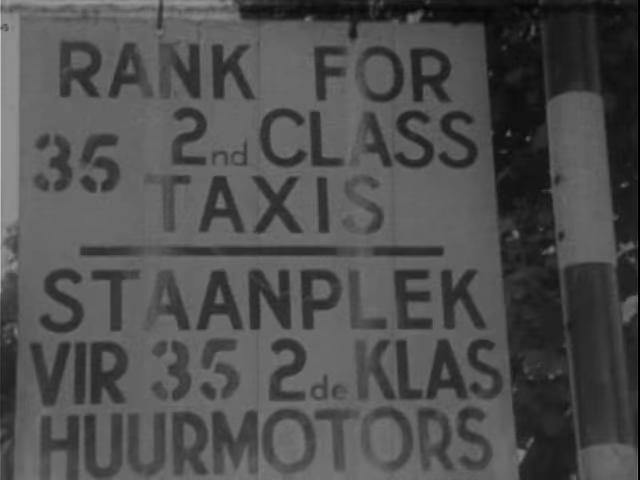 RANK FOR
35 2nd CLASS
TAXIS
STAANPLEK
VIR 35 2de KLAS
HUURMOTORS